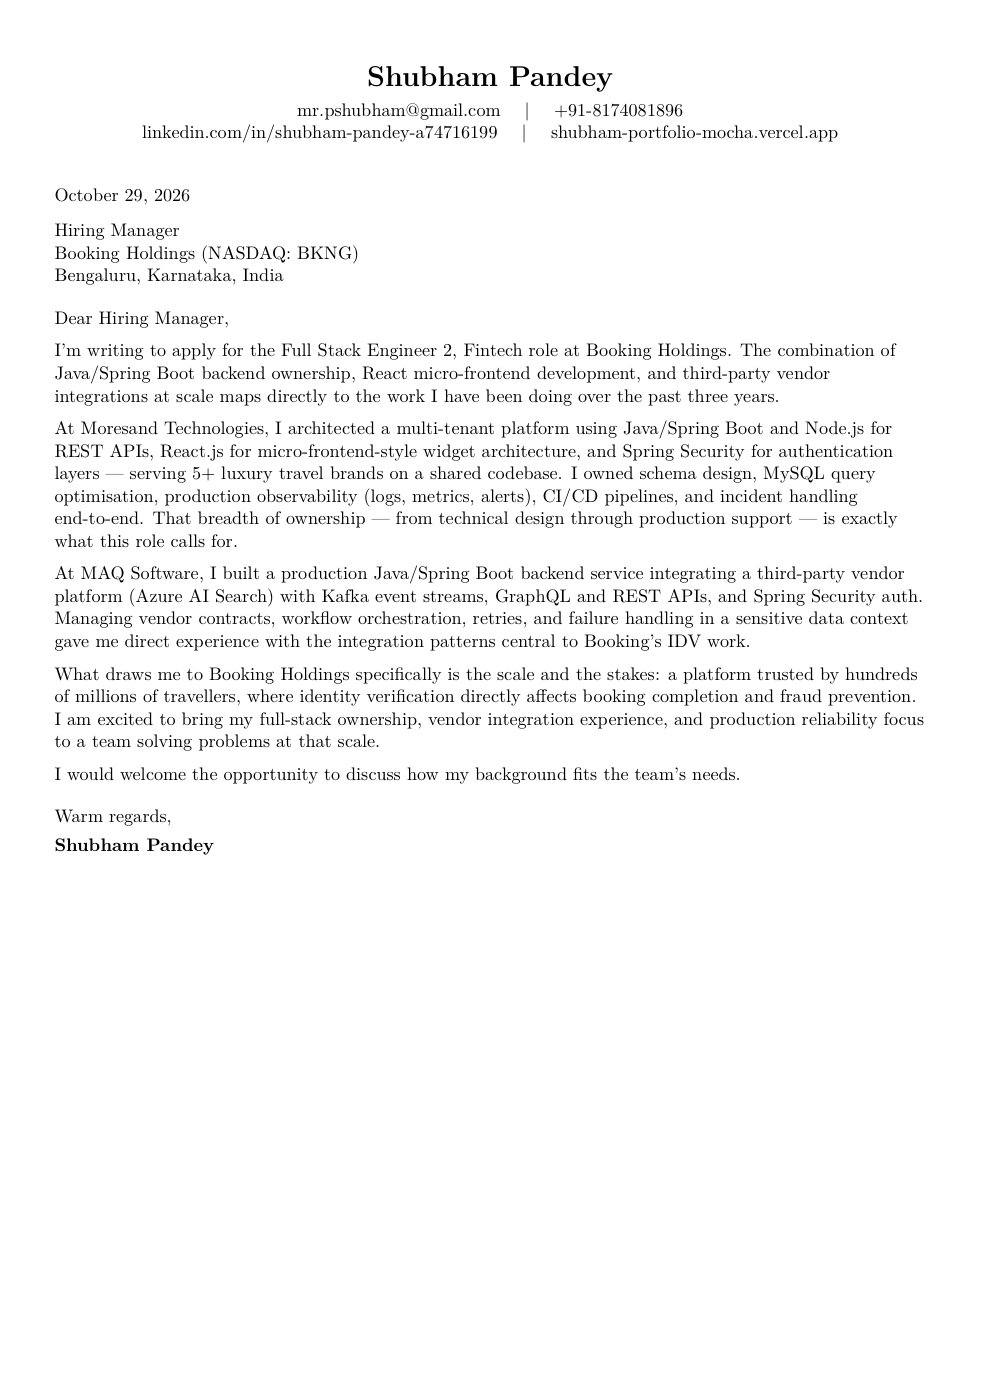 Shubham Pandey
mr.pshubham@gmail.com | +91-8174081896
linkedin.com/in/shubham-pandey-a74716199 | shubham-portfolio-mocha.vercel.app
October 29, 2026
Hiring Manager
Booking Holdings (NASDAQ: BKNG)
Bengaluru, Karnataka, India
Dear Hiring Manager,
I'm writing to apply for the Full Stack Engineer 2, Fintech role at Booking Holdings. The combination of
Java/Spring Boot backend ownership, React micro-frontend development, and third-party vendor
integrations at scale maps directly to the work I have been doing over the past three years.
At Moresand Technologies, I architected a multi-tenant platform using Java/Spring Boot and Node.js for
REST APIs, React.js for micro-frontend-style widget architecture, and Spring Security for authentication
layers — serving 5+ luxury travel brands on a shared codebase. I owned schema design, MySQL query
optimisation, production observability (logs, metrics, alerts), CI/CD pipelines, and incident handling
end-to-end. That breadth of ownership — from technical design through production support — is exactly
what this role calls for.
At MAQ Software, I built a production Java/Spring Boot backend service integrating a third-party vendor
platform (Azure AI Search) with Kafka event streams, GraphQL and REST APIs, and Spring Security auth.
Managing vendor contracts, workflow orchestration, retries, and failure handling in a sensitive data context
gave me direct experience with the integration patterns central to Booking's IDV work.
What draws me to Booking Holdings specifically is the scale and the stakes: a platform trusted by hundreds
of millions of travellers, where identity verification directly affects booking completion and fraud prevention.
I am excited to bring my full-stack ownership, vendor integration experience, and production reliability focus
to a team solving problems at that scale.
I would welcome the opportunity to discuss how my background fits the team's needs.
Warm regards,
Shubham Pandey